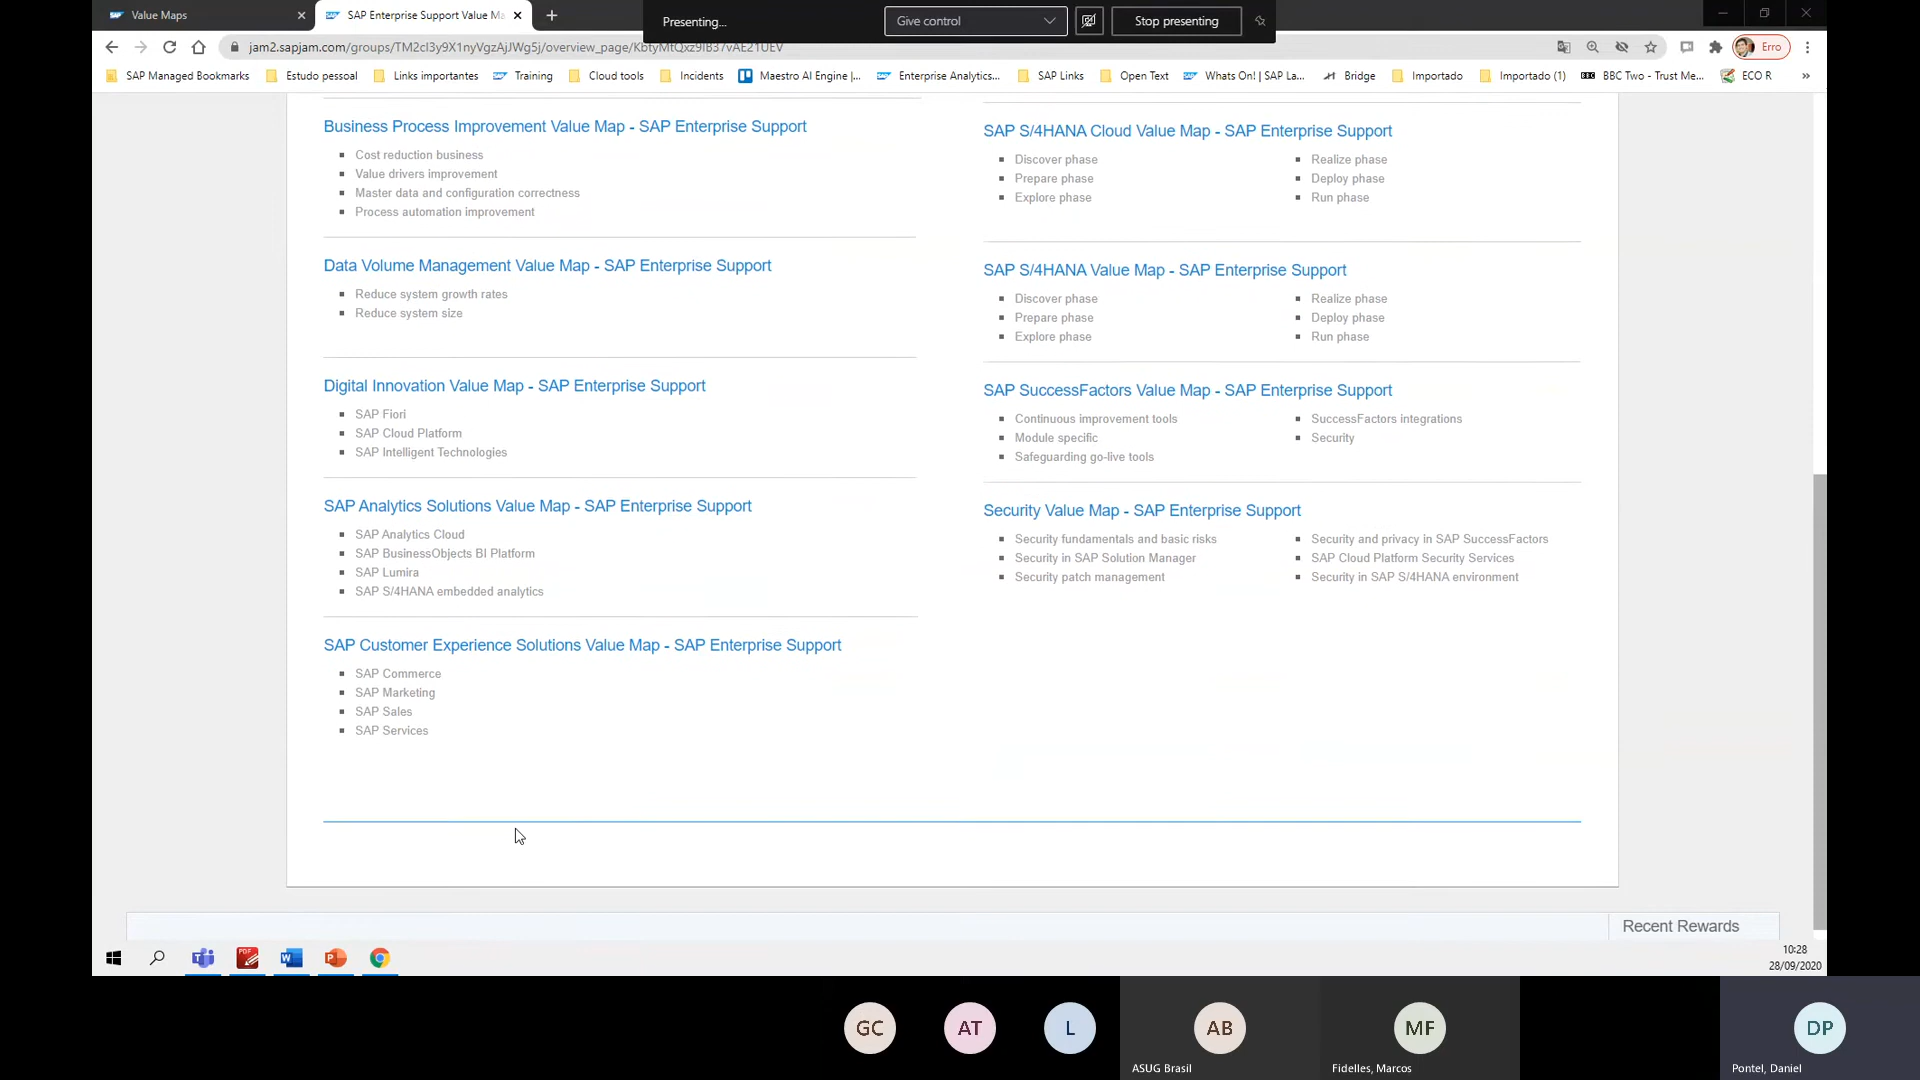 Value Maps
SAP Enterprise Support Value Ma
Presenting...
Give control
Stop presenting
jam2.sapjam.com/groups/
Erro
SAP Managed Bookmarks
Estudo pessoal
Links importantes
Training
Cloud tools
Incidents
Maestro AI Engine |...
Enterprise Analytics...
SAP Links
Open Text
Whats On! | SAP La...
Bridge
Importado
Importado (1)
BBC Two - Trust Me...
ECO R
»
Business Process Improvement Value Map - SAP Enterprise Support
Cost reduction business
Value drivers improvement
Master data and configuration correctness
Process automation improvement
Data Volume Management Value Map - SAP Enterprise Support
Reduce system growth rates
Reduce system size
Digital Innovation Value Map - SAP Enterprise Support
SAP Fiori
SAP Cloud Platform
SAP Intelligent Technologies
SAP Analytics Solutions Value Map - SAP Enterprise Support
SAP Analytics Cloud
SAP BusinessObjects BI Platform
SAP Lumira
SAP S/4HANA embedded analytics
SAP Customer Experience Solutions Value Map - SAP Enterprise Support
SAP Commerce
SAP Marketing
SAP Sales
SAP Services
SAP S/4HANA Cloud Value Map - SAP Enterprise Support
Discover phase
Prepare phase
Explore phase
Realize phase
Deploy phase
Run phase
SAP S/4HANA Value Map - SAP Enterprise Support
Discover phase
Prepare phase
Explore phase
Realize phase
Deploy phase
Run phase
SAP SuccessFactors Value Map - SAP Enterprise Support
Continuous improvement tools
Module specific
Safeguarding go-live tools
SuccessFactors integrations
Security
Security Value Map - SAP Enterprise Support
Security fundamentals and basic risks
Security in SAP Solution Manager
Security patch management
Security and privacy in SAP SuccessFactors
SAP Cloud Platform Security Services
Security in SAP S/4HANA environment
Recent Rewards
10:28
28/09/2020
GC
AT
L
AB
MF
DP
ASUG Brasil
Fidelles, Marcos
Pontel, Daniel